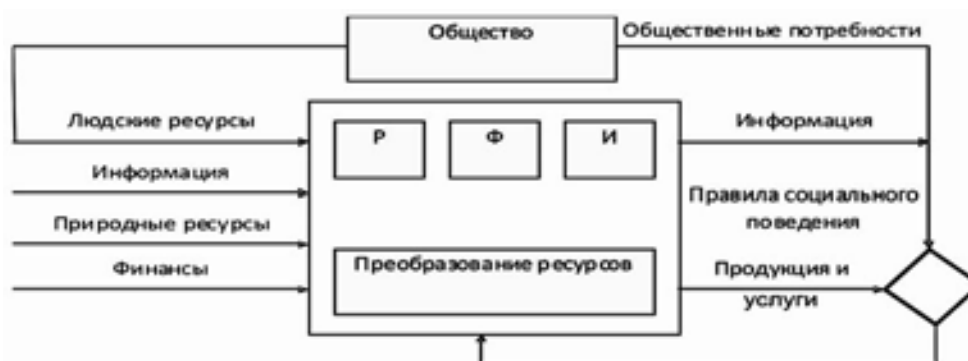 Общество
Общественные потребности
Людские ресурсы
Р
Ф
И
Информация
Информация
Правила социального
поведения
Природные ресурсы
Финансы
Преобразование ресурсов
Продукция и
услуги